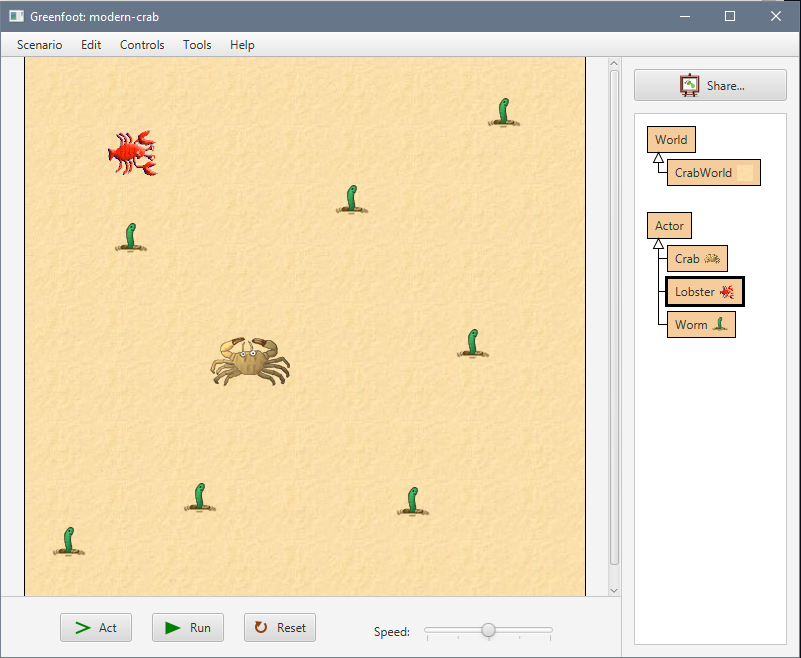 Greenfoot: modern-crab
Scenario Edit Controls Tools Help
Share...
World
CrabWorld
Actor
Crab
Lobster
Worm
Act Run Reset Speed: